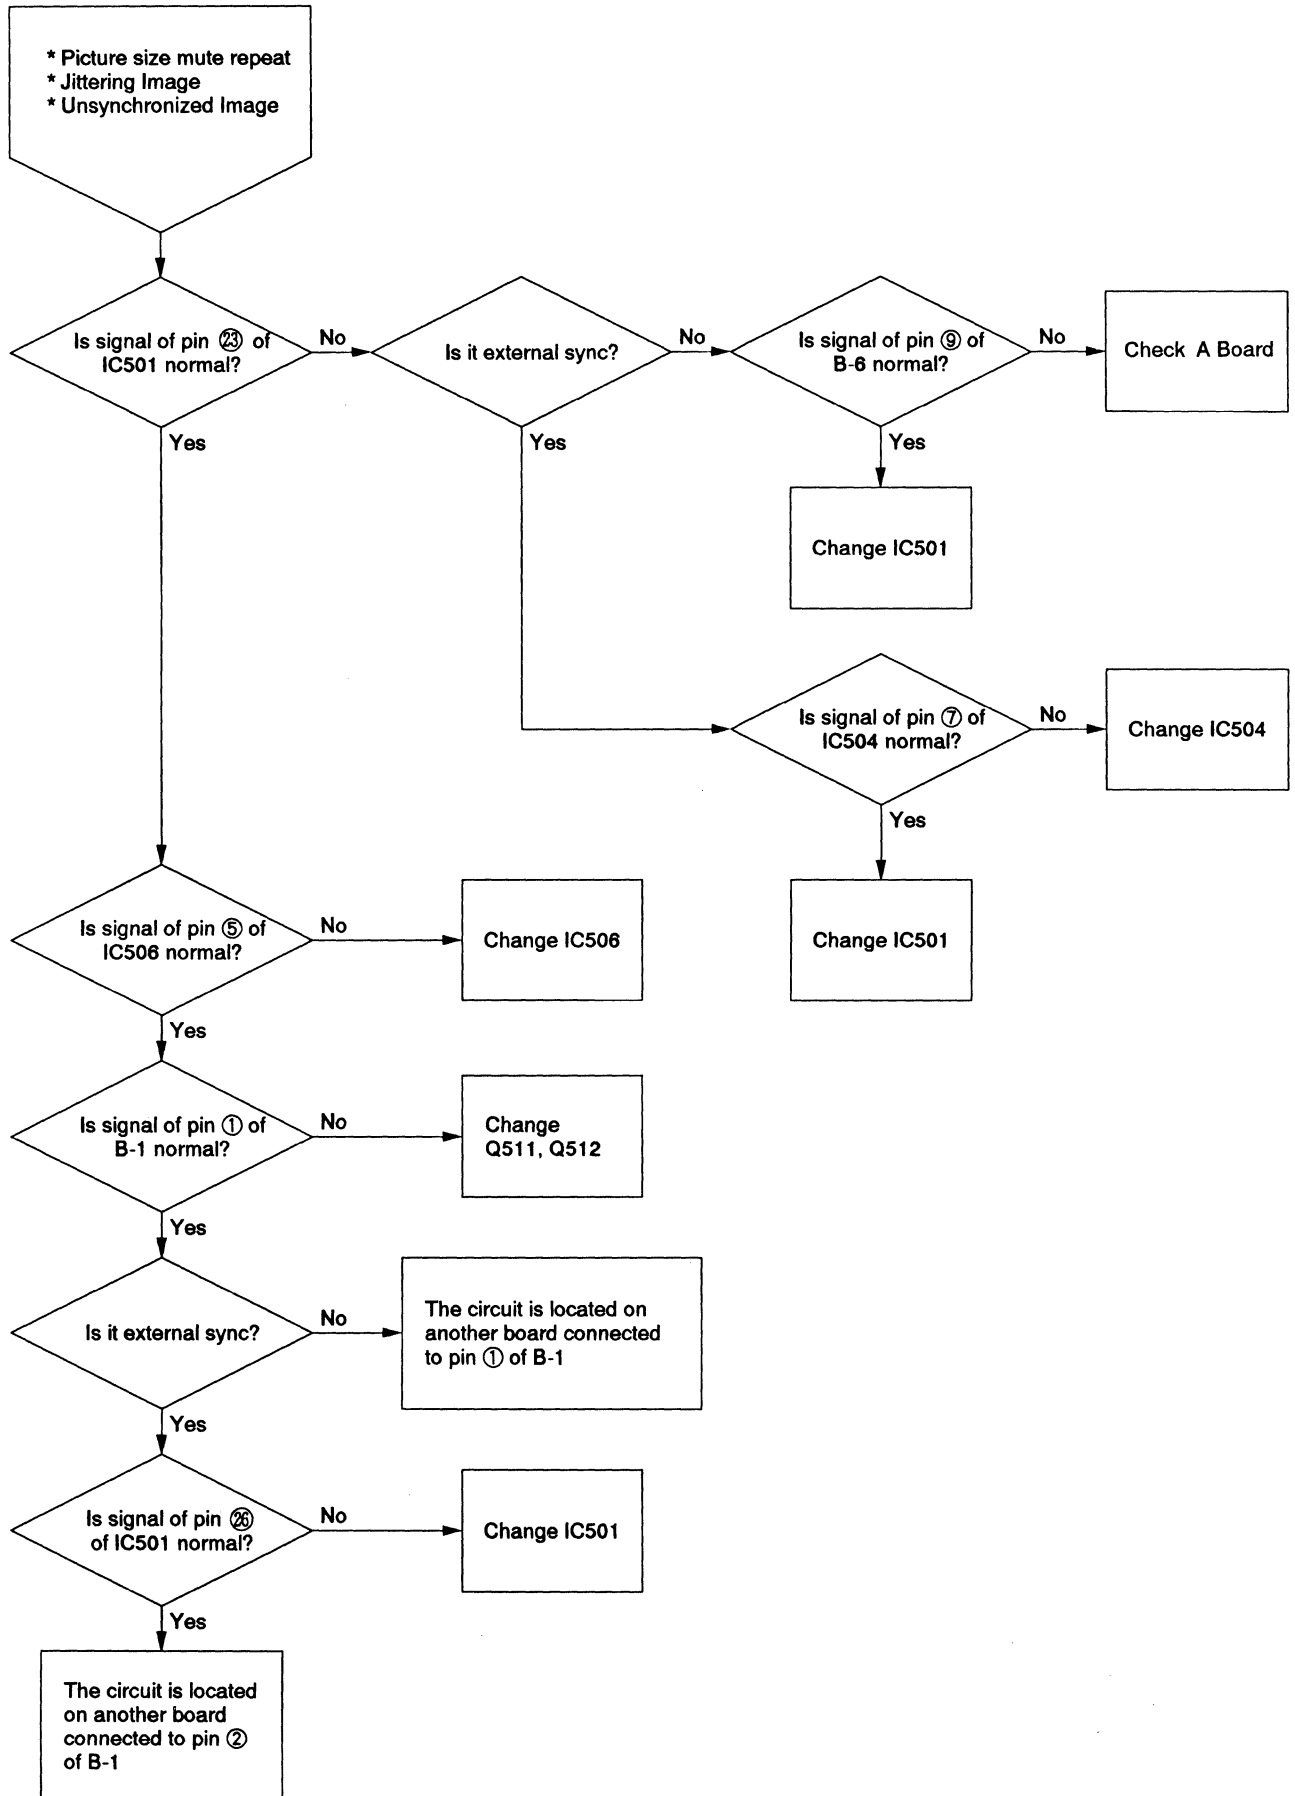 * Picture size mute repeat
* Jittering Image
* Unsynchronized Image
Is signal of pin ㉓ of
IC501 normal?
No
Is it external sync?
No
Is signal of pin ⑨ of
B-6 normal?
No
Check A Board
Yes
Yes
Yes
Change IC501
Is signal of pin ⑦ of
IC504 normal?
No
Change IC504
Yes
Change IC501
Is signal of pin ⑤ of
IC506 normal?
No
Change IC506
Yes
Is signal of pin ① of
B-1 normal?
No
Change
Q511, Q512
Yes
Is it external sync?
No
The circuit is located on
another board connected
to pin ① of B-1
Yes
Is signal of pin ㉖
of IC501 normal?
No
Change IC501
Yes
The circuit is located
on another board
connected to pin ②
of B-1